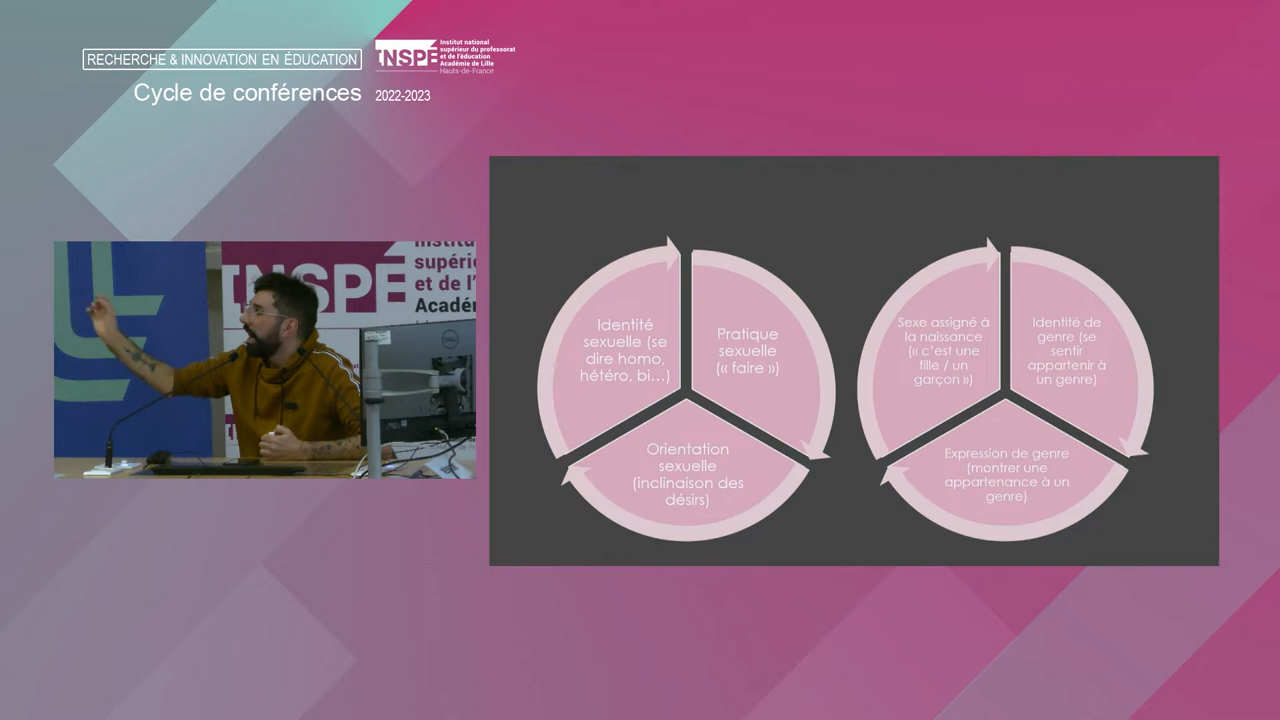 RECHERCHE & INNOVATION EN ÉDUCATION
Cycle de conférences
INSPÉ
Institut national
supérieur du professorat
et de l'éducation
Académie de Lille
Hauts-de-France
2022-2023
INSPÉ
supérie
et de l'
Acadé
DELL
Identité
sexuelle (se
dire homo,
hétéro, bi...)
Pratique
sexuelle
(« faire »)
Orientation
sexuelle
(inclinaison des
désirs)
Sexe assigné à
la naissance
(« c'est une
fille / un
garçon »)
Identité de
genre (se
sentir
appartenir à
un genre)
Expression de genre
(montrer une
appartenance à un
genre)